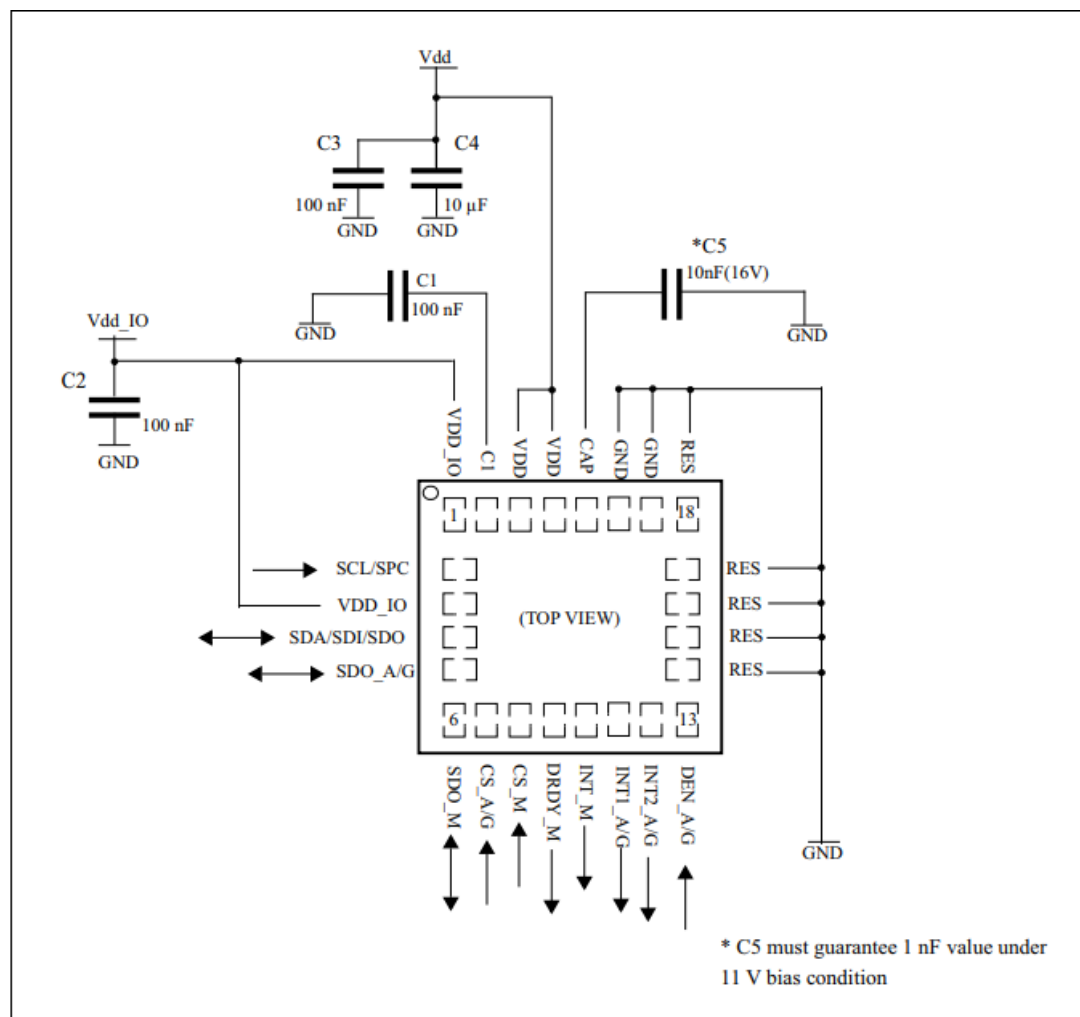 Vdd
C3
C4
100 nF
10 µF
GND
GND
*C5
10nF(16V)
C1
100 nF
GND
GND
Vdd_IO
C2
100 nF
GND
VDD_IO
C1
VDD
VDD
CAP
GND
GND
RES
1
18
SCL/SPC
RES
VDD_IO
(TOP VIEW)
RES
SDA/SDI/SDO
RES
SDO_A/G
RES
6
13
SDO_M
CS_A/G
CS_M
DRDY_M
INT_M
INT1_A/G
INT2_A/G
DEN_A/G
GND
* C5 must guarantee 1 nF value under
11 V bias condition